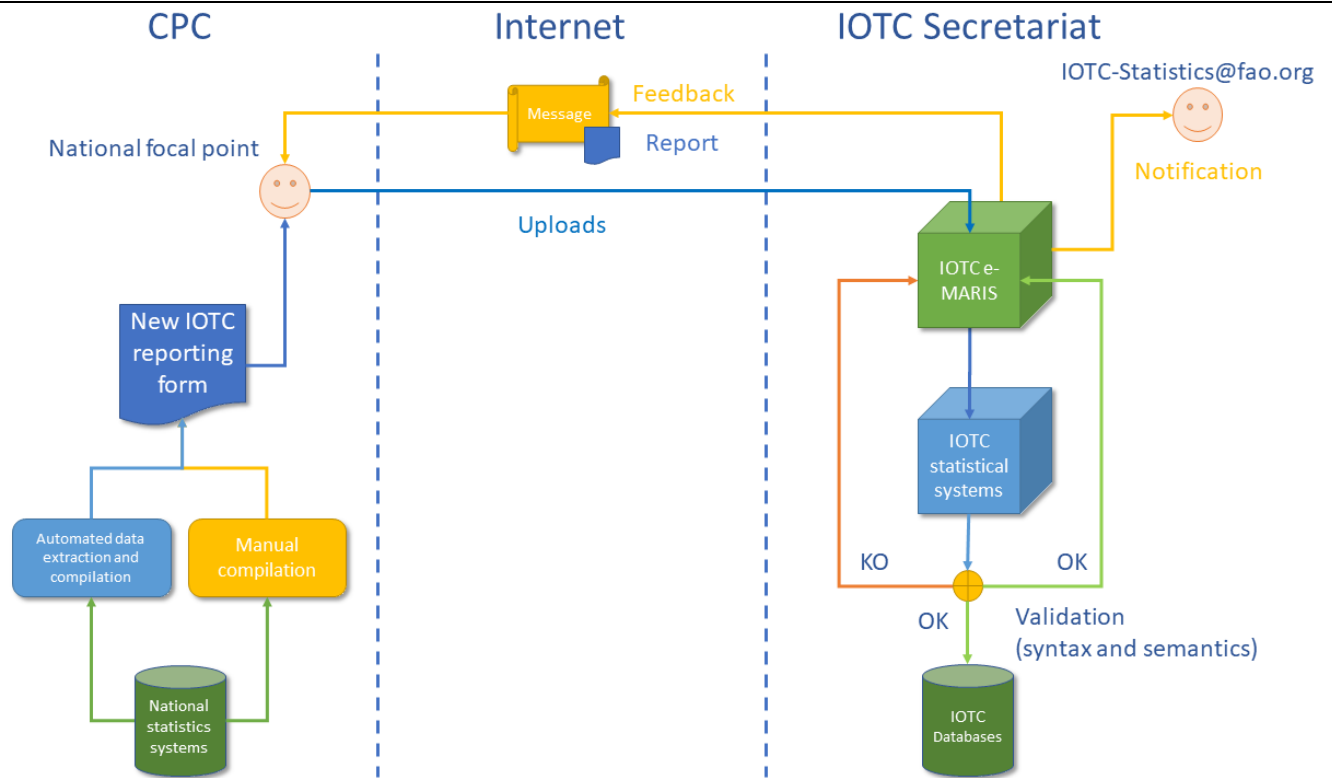 CPC
Internet
IOTC Secretariat
IOTC-Statistics@fao.org
Feedback
Message
Report
National focal point
Notification
Uploads
IOTC e-
MARIS
New IOTC
reporting
form
IOTC
statistical
systems
Automated data
extraction and
compilation
Manual
compilation
KO
OK
OK
Validation
(syntax and semantics)
National
statistics
systems
IOTC
Databases